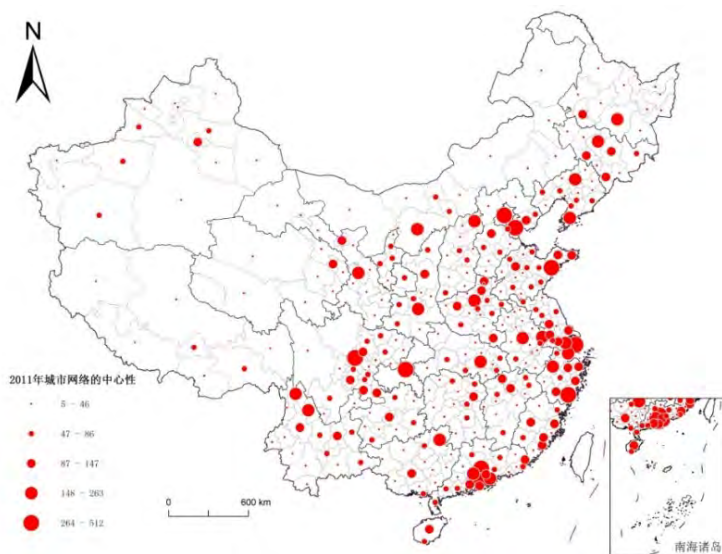 N
2011年城市网络的中心性
5 - 46
47 - 86
87 - 147
148 - 263
264 - 512
0 600 km
南海诸岛